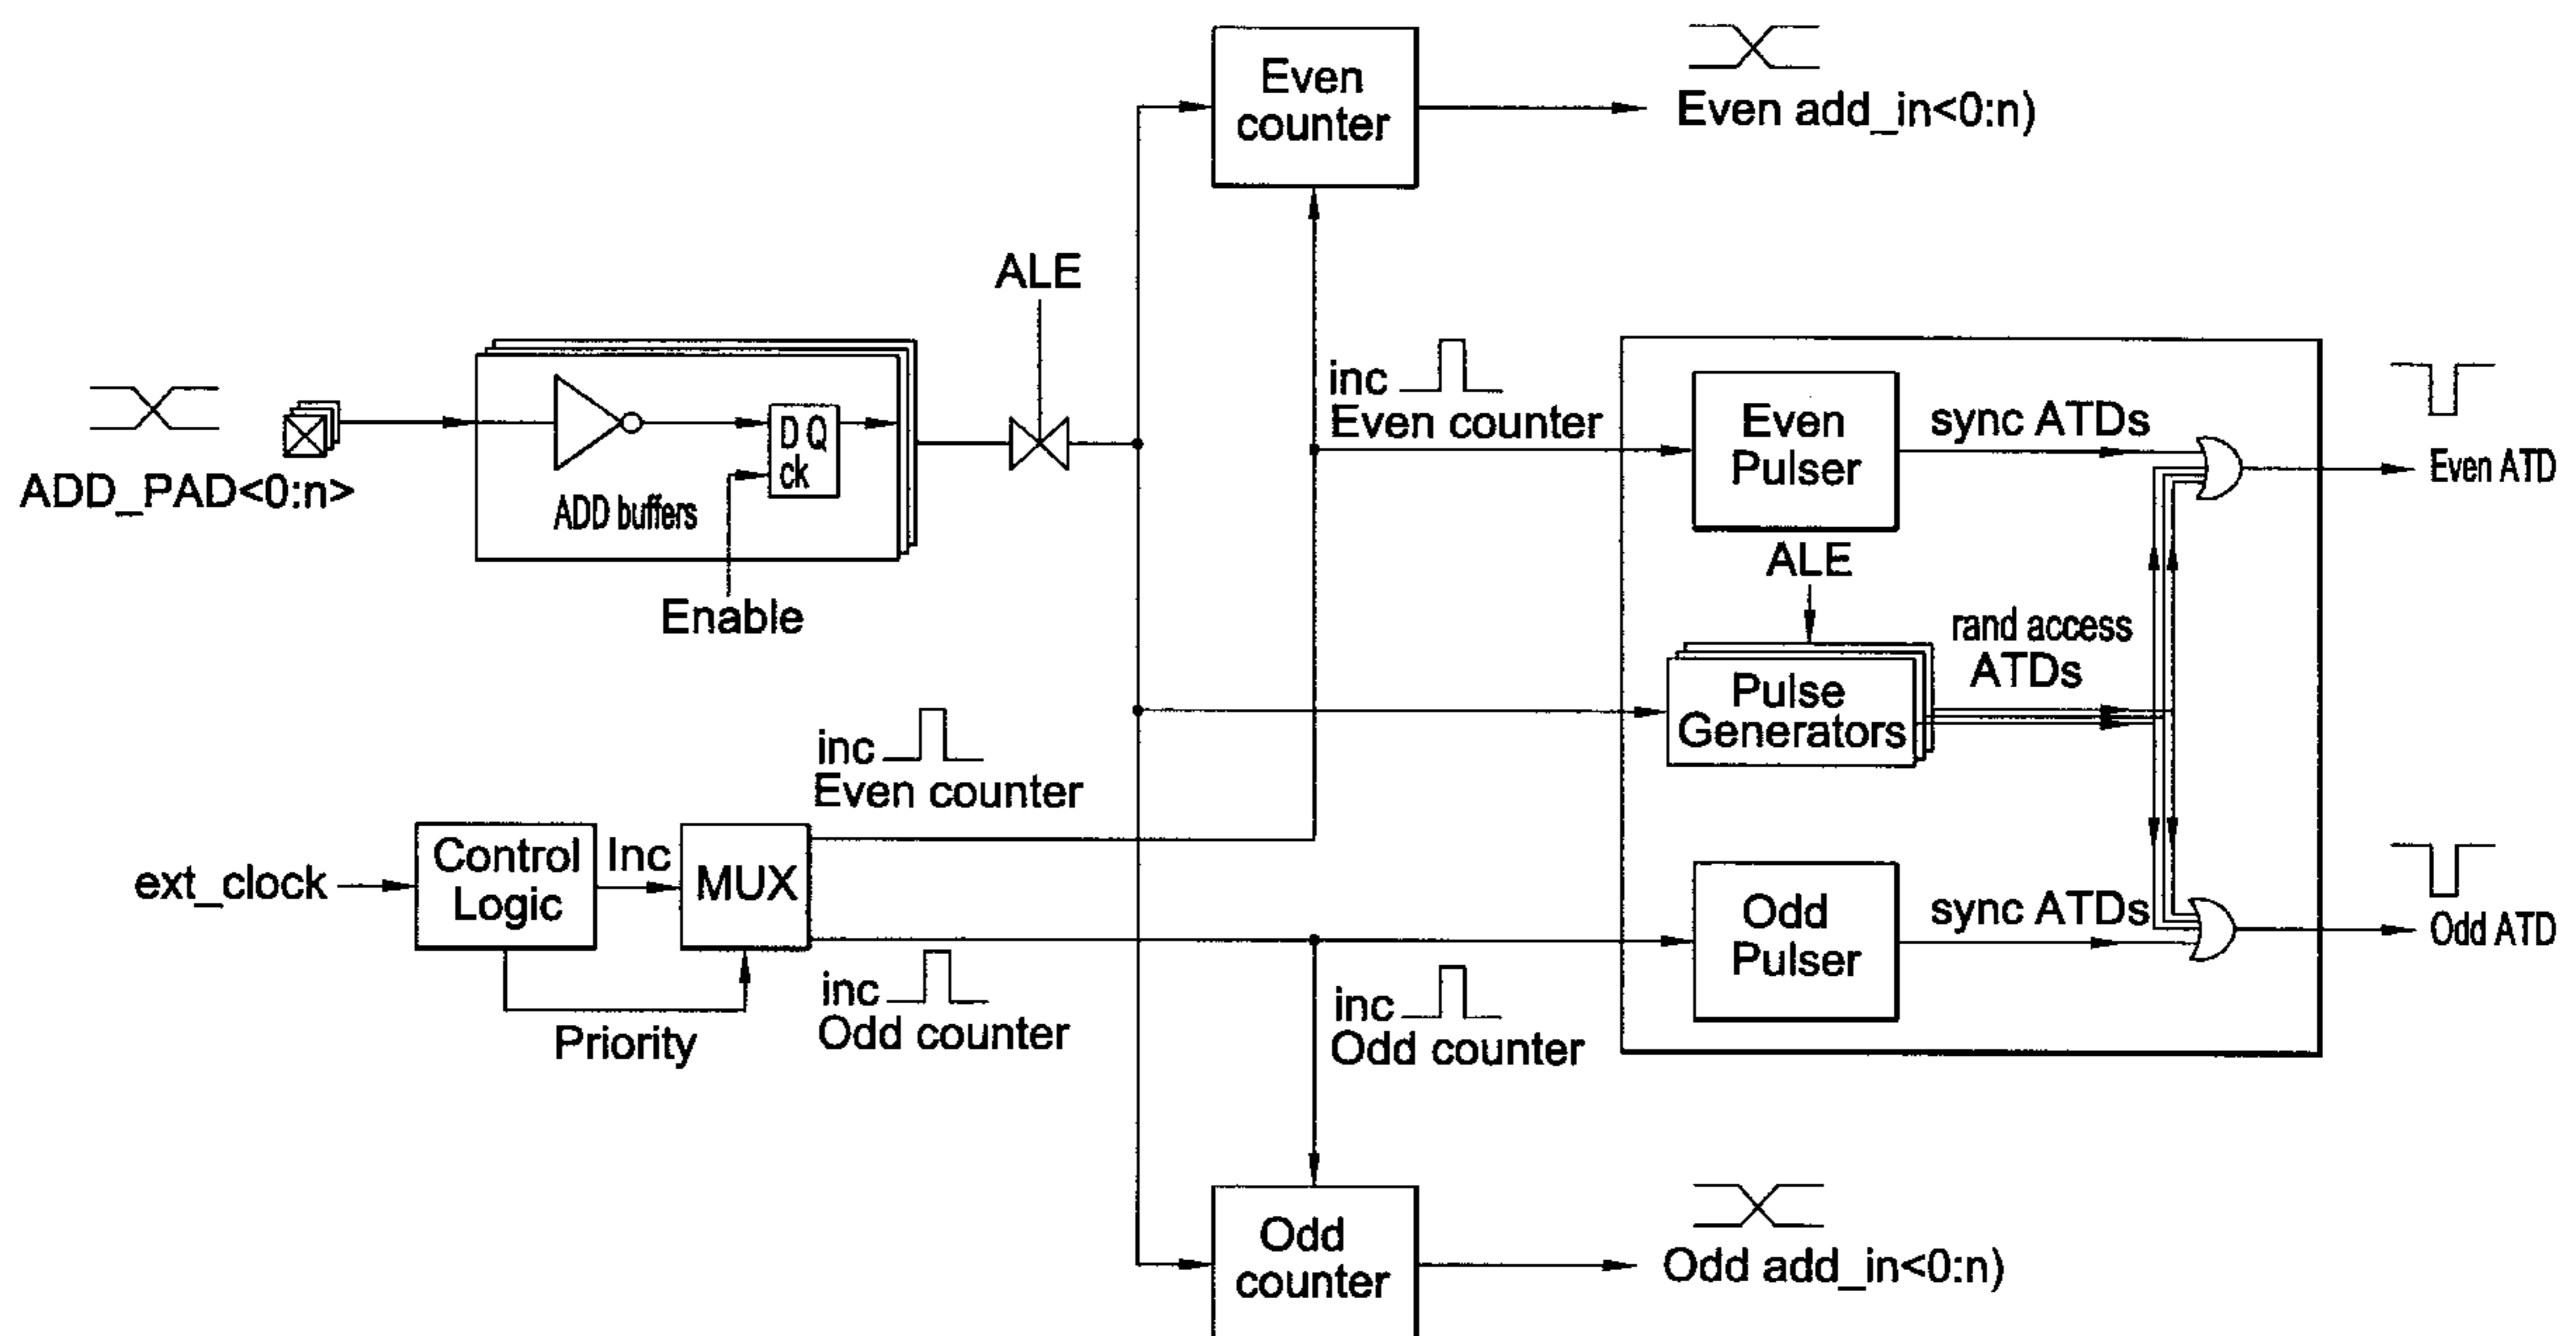 Even
counter
Even add_in<0:n)
ALE
ADD_PAD<0:n>
D Q
ck
ADD buffers
Enable
inc
Even counter
Even
Pulser
sync ATDs
Even ATD
ALE
rand access
ATDs
Pulse
Generators
inc
Even counter
ext_clock
Control
Logic
Inc
MUX
Priority
inc
Odd counter
inc
Odd counter
Odd
Pulser
sync ATDs
Odd ATD
Odd
counter
Odd add_in<0:n)